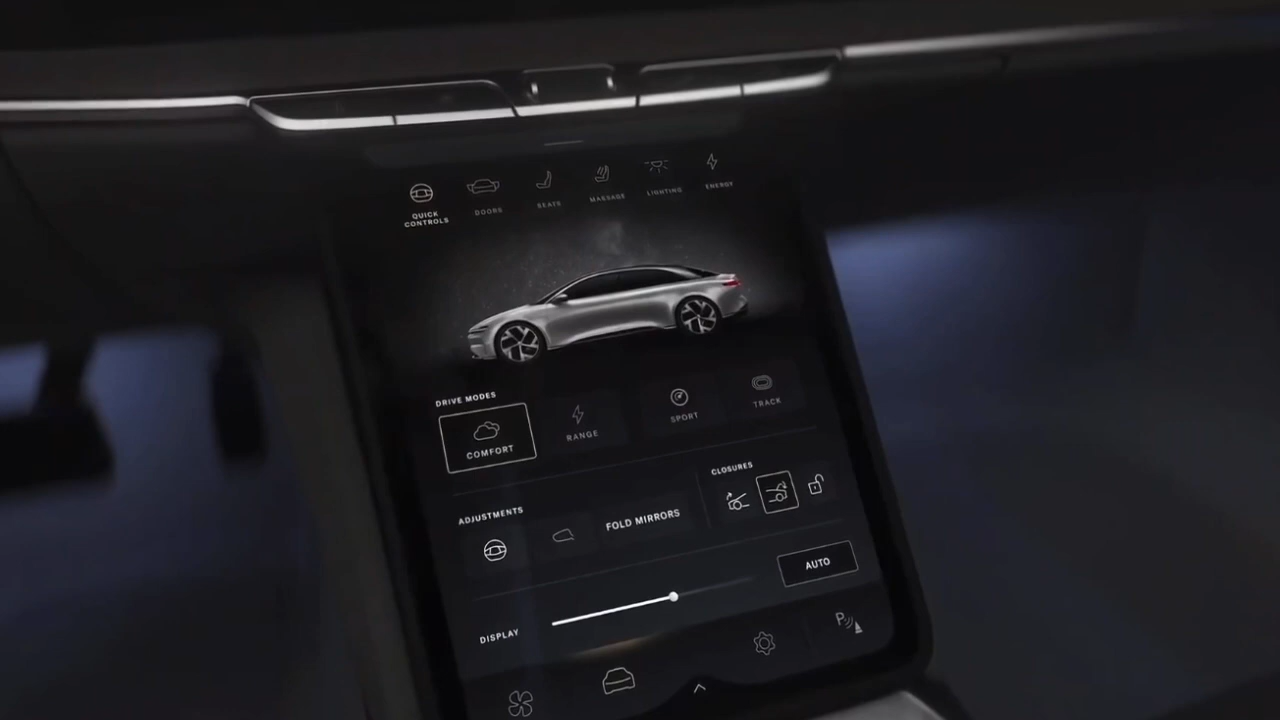 QUICK
CONTROLS
DOORS
SEATS
MASSAGE
LIGHTING
ENERGY
DRIVE MODES
COMFORT
RANGE
SPORT
TRACK
ADJUSTMENTS
FOLD MIRRORS
CLOSURES
DISPLAY
AUTO
P